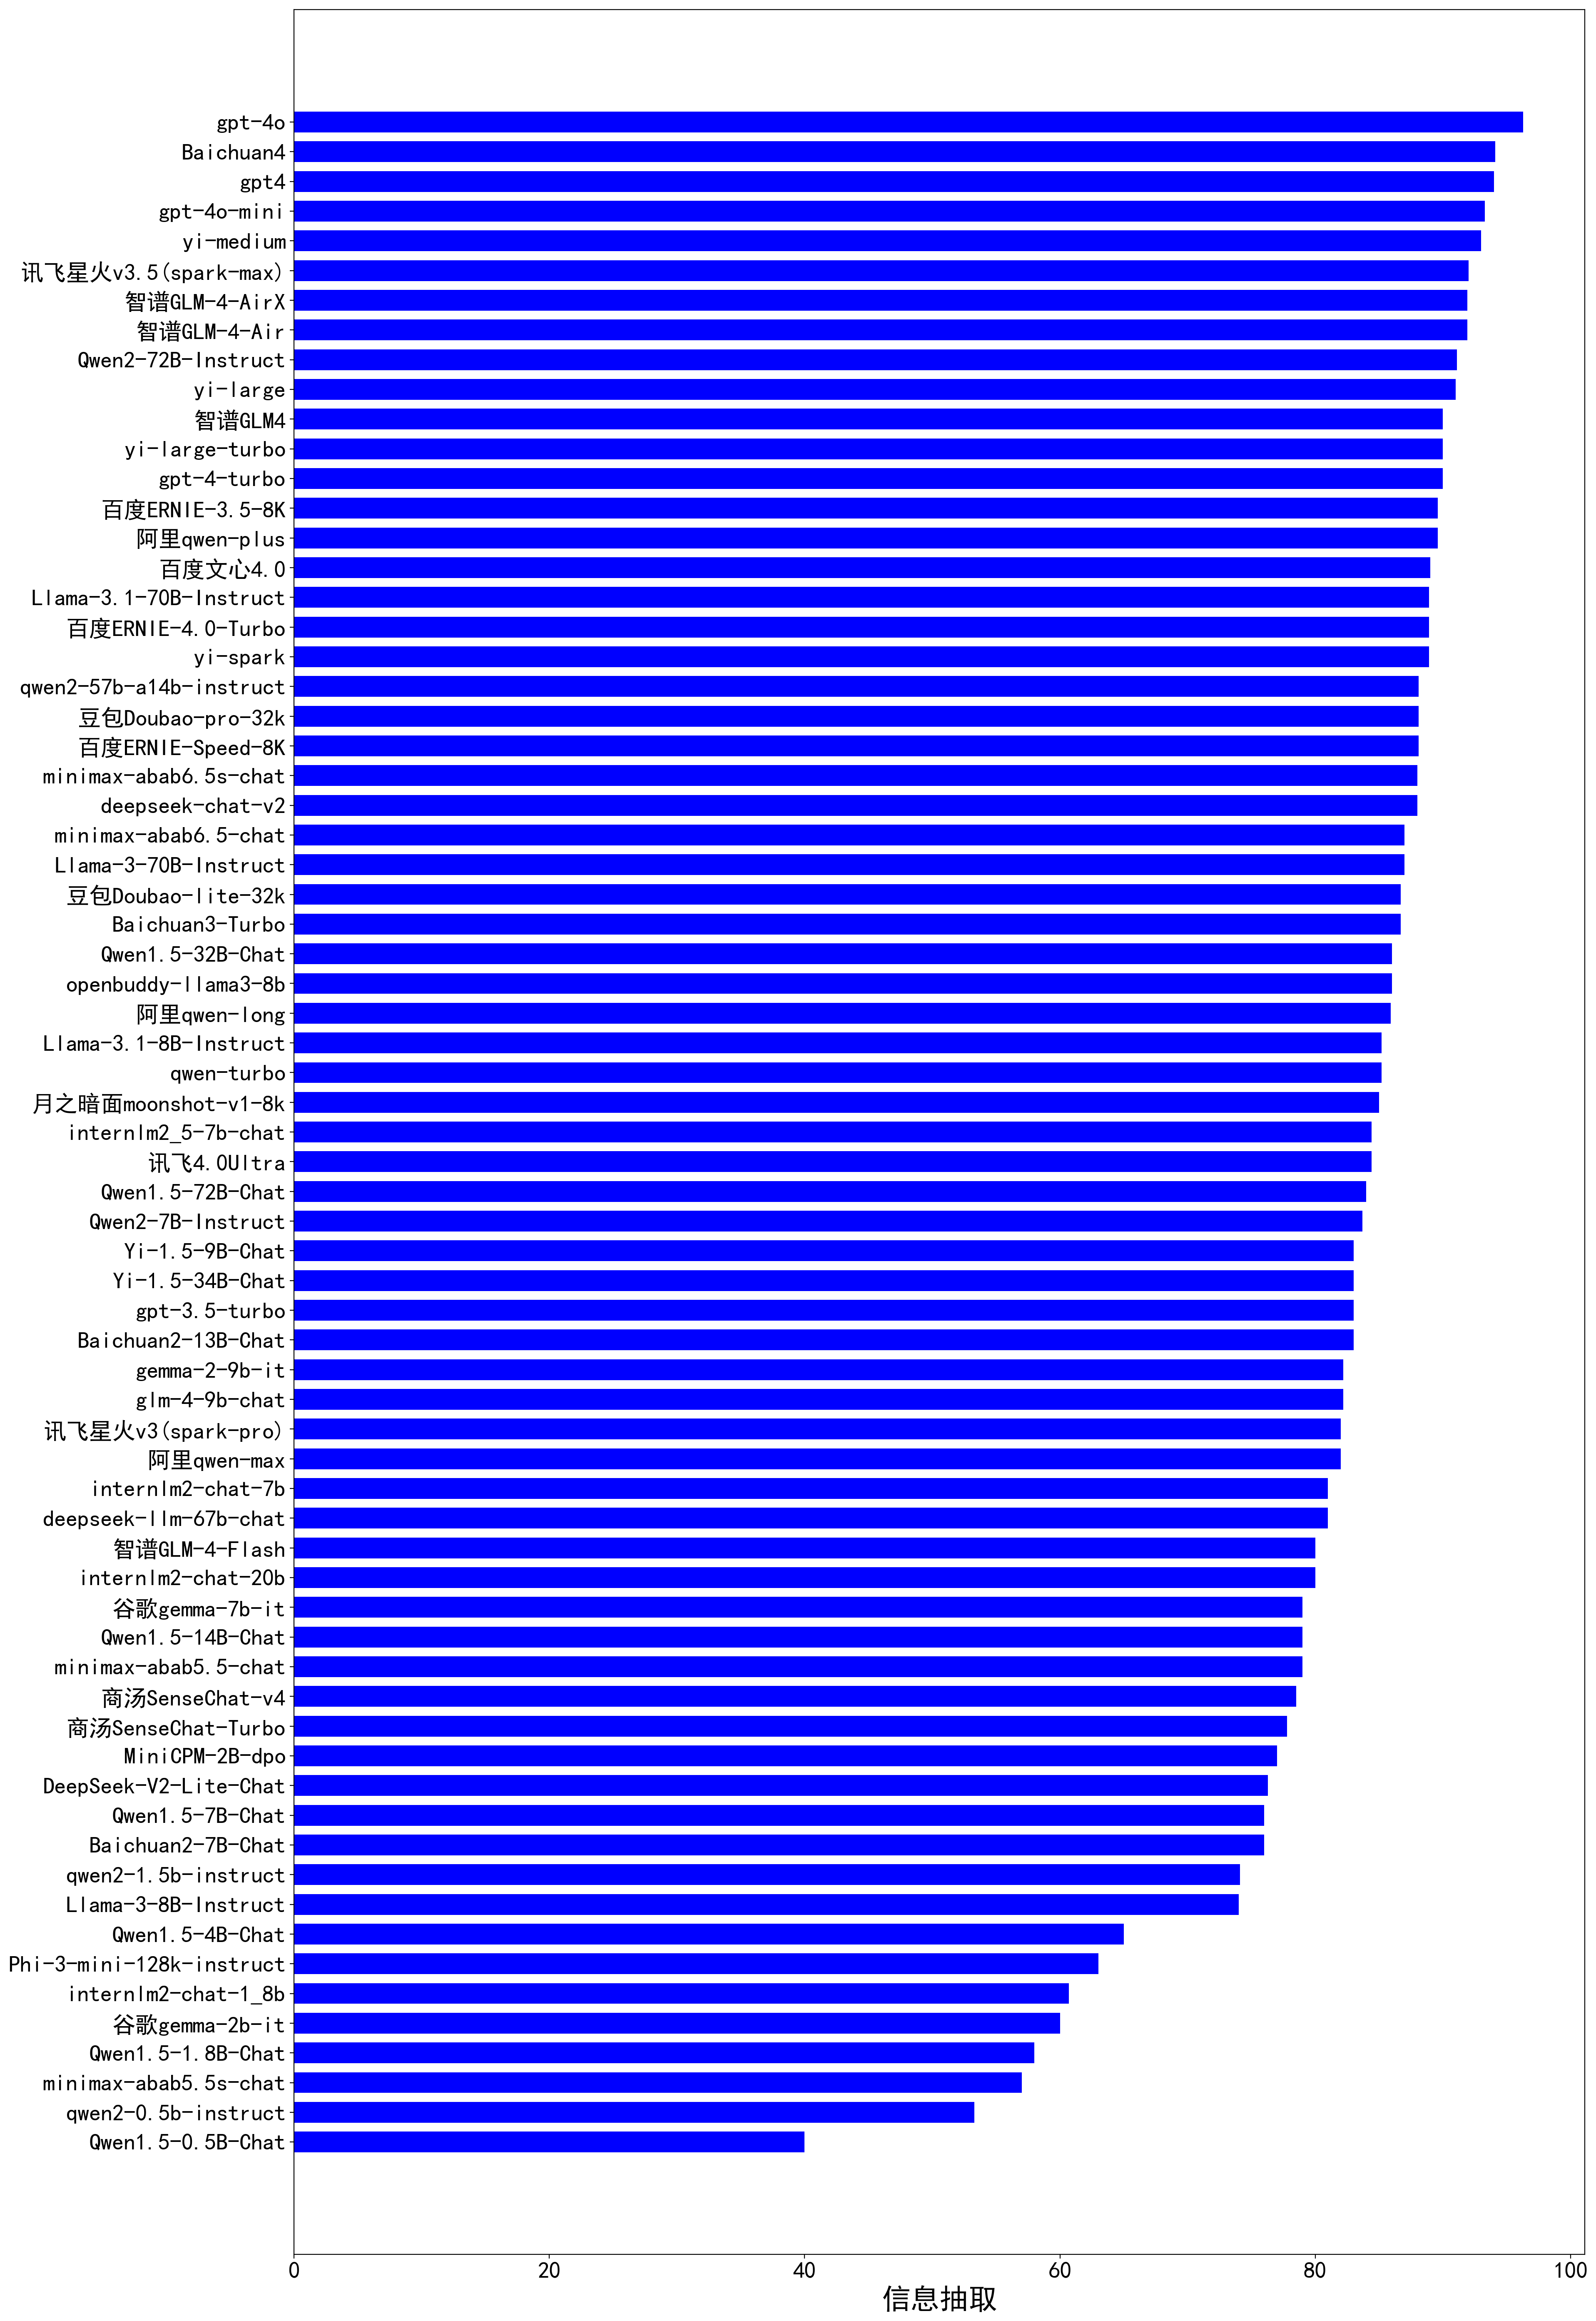 gpt-4o
Baichuan4
gpt4
gpt-4o-mini
yi-medium
讯飞星火v3.5(spark-max)
智谱GLM-4-AirX
智谱GLM-4-Air
Qwen2-72B-Instruct
yi-large
智谱GLM4
yi-large-turbo
gpt-4-turbo
百度ERNIE-3.5-8K
阿里qwen-plus
百度文心4.0
Llama-3.1-70B-Instruct
百度ERNIE-4.0-Turbo
yi-spark
qwen2-57b-a14b-instruct
豆包Doubao-pro-32k
百度ERNIE-Speed-8K
minimax-abab6.5s-chat
deepseek-chat-v2
minimax-abab6.5-chat
Llama-3-70B-Instruct
豆包Doubao-lite-32k
Baichuan3-Turbo
Qwen1.5-32B-Chat
openbuddy-llama3-8b
阿里qwen-long
Llama-3.1-8B-Instruct
qwen-turbo
月之暗面moonshot-v1-8k
internlm2_5-7b-chat
讯飞4.0Ultra
Qwen1.5-72B-Chat
Qwen2-7B-Instruct
Yi-1.5-9B-Chat
Yi-1.5-34B-Chat
gpt-3.5-turbo
Baichuan2-13B-Chat
gemma-2-9b-it
glm-4-9b-chat
讯飞星火v3(spark-pro)
阿里qwen-max
internlm2-chat-7b
deepseek-llm-67b-chat
智谱GLM-4-Flash
internlm2-chat-20b
谷歌gemma-7b-it
Qwen1.5-14B-Chat
minimax-abab5.5-chat
商汤SenseChat-v4
商汤SenseChat-Turbo
MiniCPM-2B-dpo
DeepSeek-V2-Lite-Chat
Qwen1.5-7B-Chat
Baichuan2-7B-Chat
qwen2-1.5b-instruct
Llama-3-8B-Instruct
Qwen1.5-4B-Chat
Phi-3-mini-128k-instruct
internlm2-chat-1_8b
谷歌gemma-2b-it
Qwen1.5-1.8B-Chat
minimax-abab5.5s-chat
qwen2-0.5b-instruct
Qwen1.5-0.5B-Chat
0 20 40 60 80 100
信息抽取